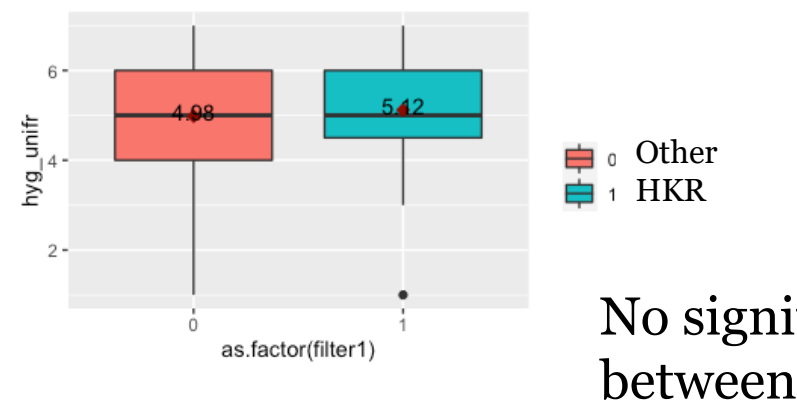 6
4
2
hyg_unifr
4.98
5.12
0
1
as.factor(filter1)
0 Other
1 HKR
No signi
between